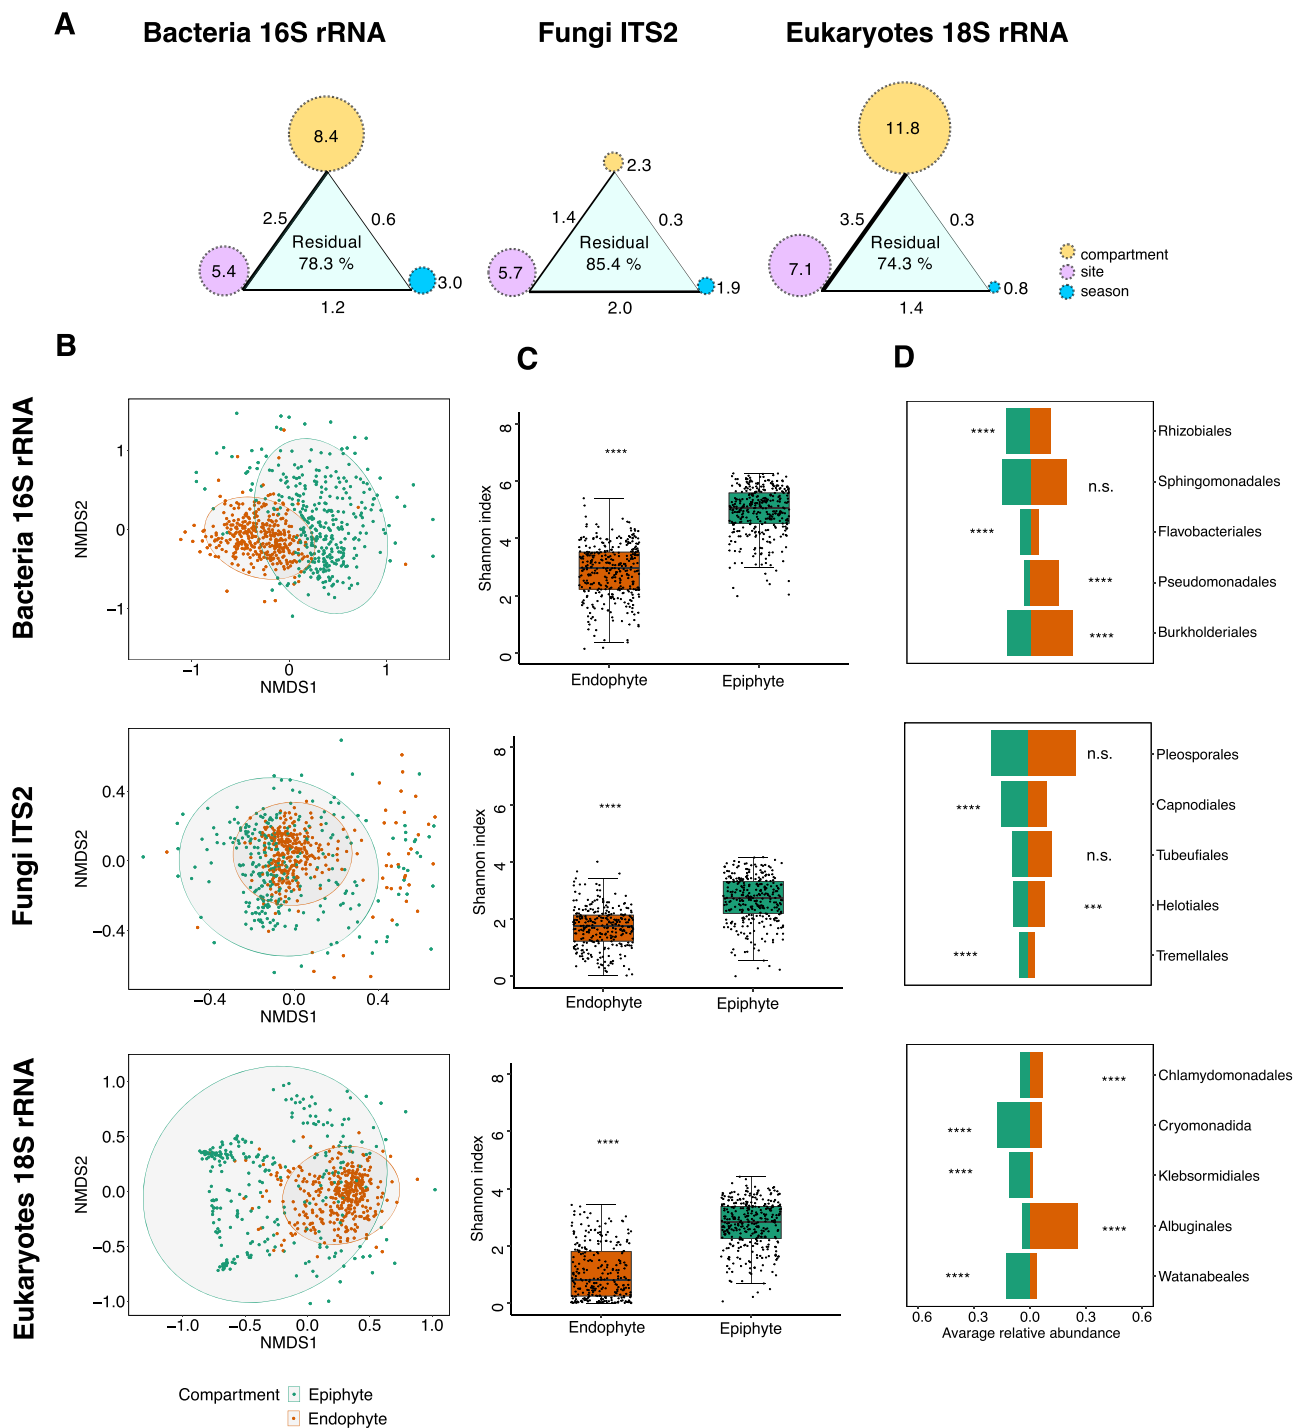 A
Bacteria 16S rRNA
Fungi ITS2
Eukaryotes 18S rRNA
8.4
2.5
0.6
Residual
78.3 %
5.4
3.0
1.2
2.3
1.4
0.3
Residual
85.4 %
5.7
1.9
2.0
11.8
3.5
0.3
Residual
74.3 %
7.1
0.8
1.4
compartment
site
season
B
C
D
Bacteria 16S rRNA
NMDS2
1
0
−1
−1
0
1
NMDS1
Shannon index
8
6
4
2
0
****
Endophyte
Epiphyte
**** Rhizobiales
n.s. Sphingomonadales
**** Flavobacteriales
**** Pseudomonadales
**** Burkholderiales
Fungi ITS2
NMDS2
0.4
0.0
−0.4
−0.4
0.0
0.4
NMDS1
Shannon index
8
6
4
2
0
****
Endophyte
Epiphyte
n.s. Pleosporales
**** Capnodiales
n.s. Tubeufiales
*** Helotiales
**** Tremellales
Eukaryotes 18S rRNA
NMDS2
1.0
0.5
0.0
−0.5
−1.0
−1.0
−0.5
0.0
0.5
1.0
NMDS1
Shannon index
8
6
4
2
0
****
Endophyte
Epiphyte
**** Chlamydomonadales
**** Cryomonadida
**** Klebsormidiales
**** Albuginales
**** Watanabeales
0.6
0.3
0.0
0.3
0.6
Avarage relative abundance
Compartment
Epiphyte
Endophyte